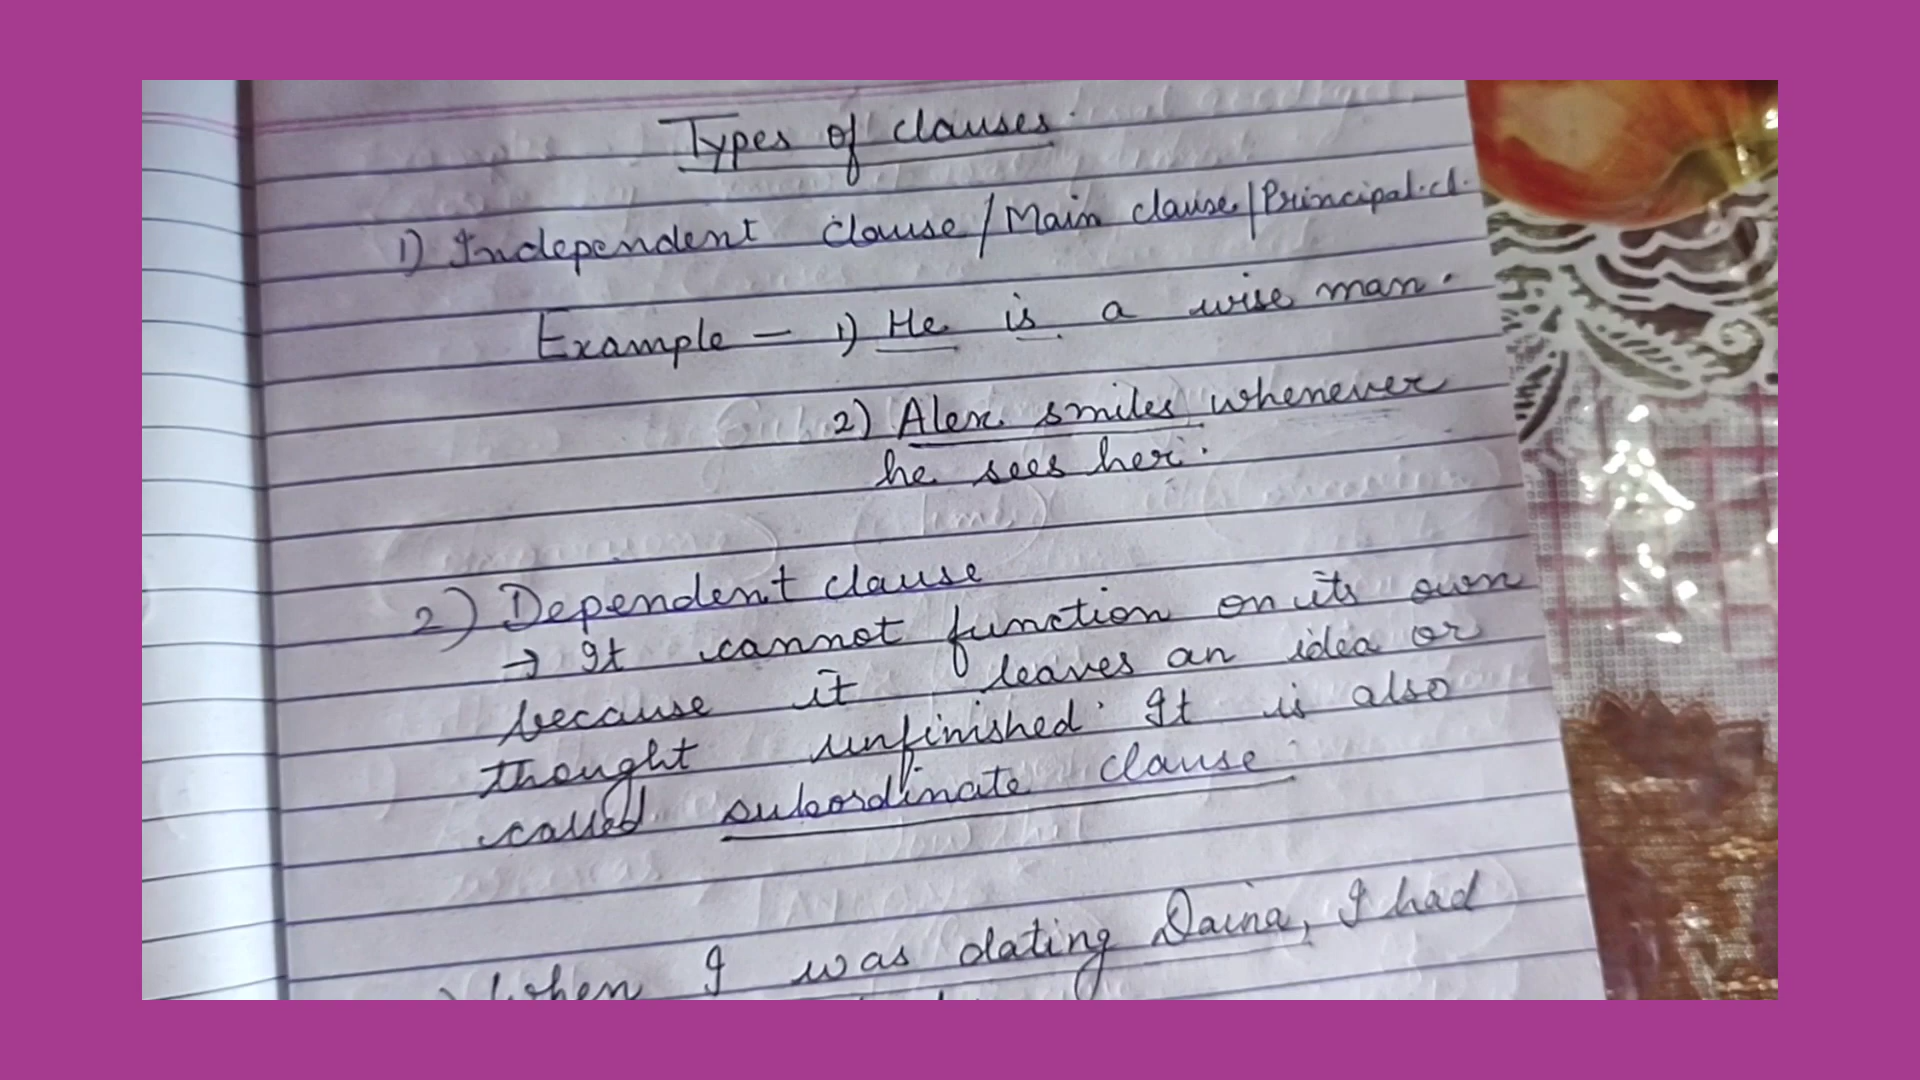 Types of clauses.
1) Independent clause/Main clause/Principal.cl.
Example - 1) He is a wise man.
2) Alex smiles whenever
he sees her.
2) Dependent clause
→ It cannot function on its own
because it leaves an idea or
thought unfinished. It is also
called subordinate clause.
When I was dating Daina, I had